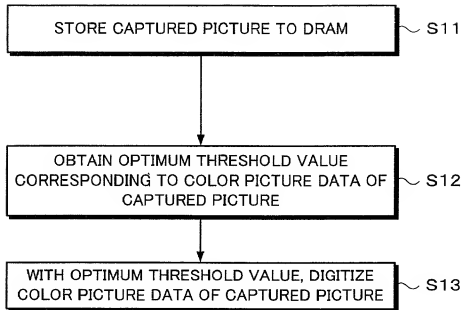 STORE CAPTURED PICTURE TO DRAM
S11
OBTAIN OPTIMUM THRESHOLD VALUE
CORRESPONDING TO COLOR PICTURE DATA OF
CAPTURED PICTURE
S12
WITH OPTIMUM THRESHOLD VALUE, DIGITIZE
COLOR PICTURE DATA OF CAPTURED PICTURE
S13